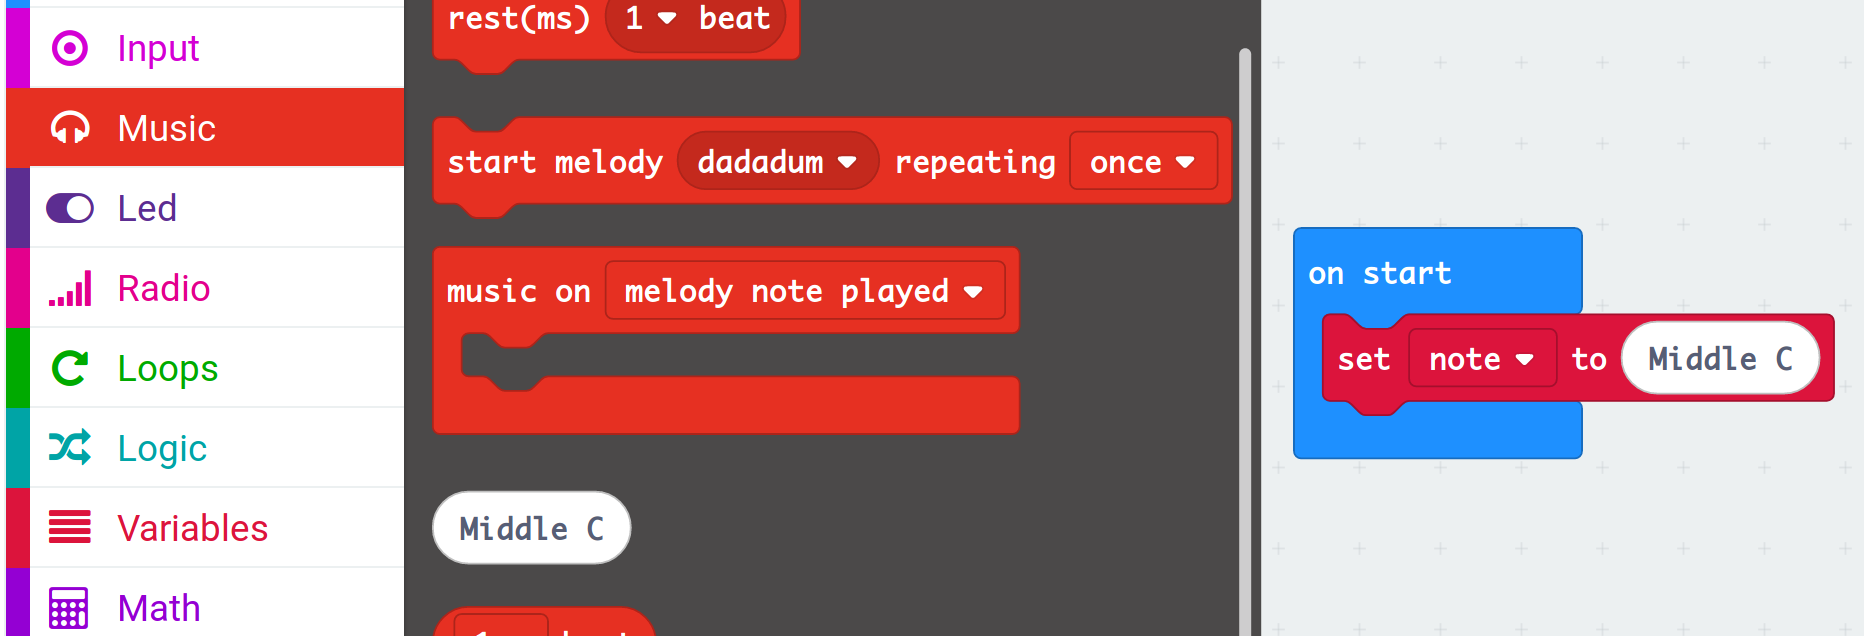 Input
Music
Led
Radio
Loops
Logic
Variables
Math
rest(ms) 1 beat
start melody dadadum repeating once
music on melody note played
Middle C
on start
set note to Middle C